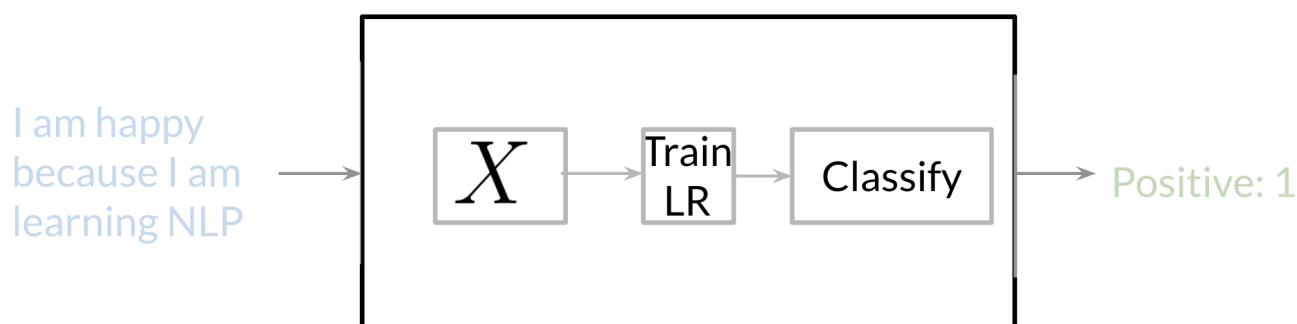 I am happy
because I am
learning NLP
X
Train
LR
Classify
Positive: 1